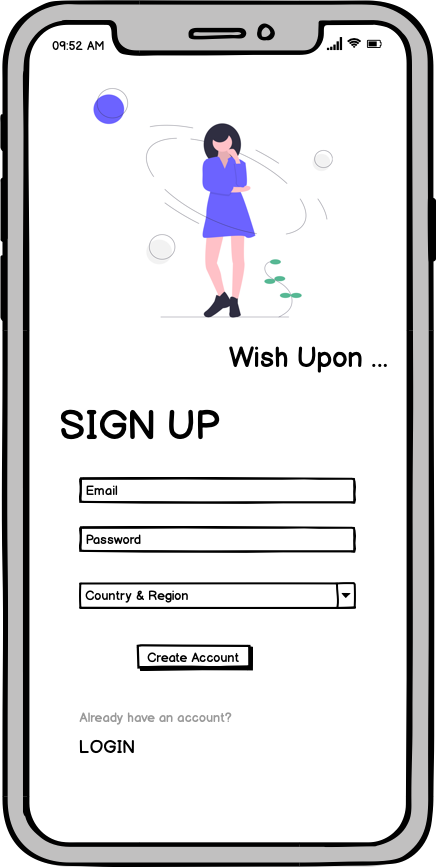 09:52 AM
Wish Upon ...
SIGN UP
Email
Password
Country & Region
Create Account
Already have an account?
LOGIN